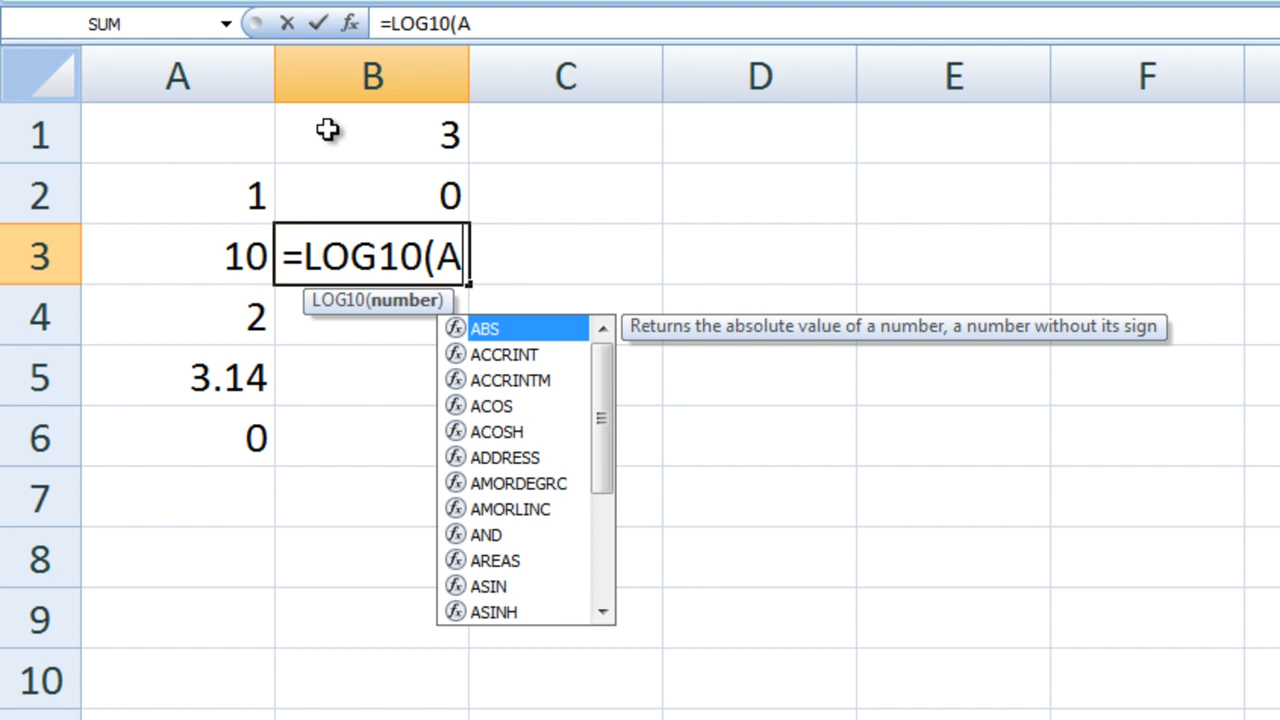 SUM =LOG10(A
A B C D E F
1 3
2 1 0
3 10 =LOG10(A
LOG10(number)
4 2
ABS Returns the absolute value of a number, a number without its sign
ACCRINT
5 3.14
ACCRINTM
ACOS
6 0
ACOSH
ADDRESS
7
AMORDEGRC
AMORLINC
8
AND
AREAS
9
ASIN
ASINH
10